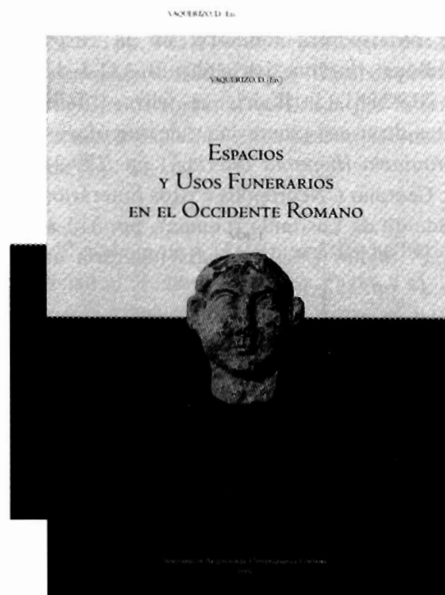 VAQUERIZO, D. (Ed.)
VAQUERIZO, D. (Ed.)
ESPACIOS
Y USOS FUNERARIOS
EN EL OCCIDENTE ROMANO